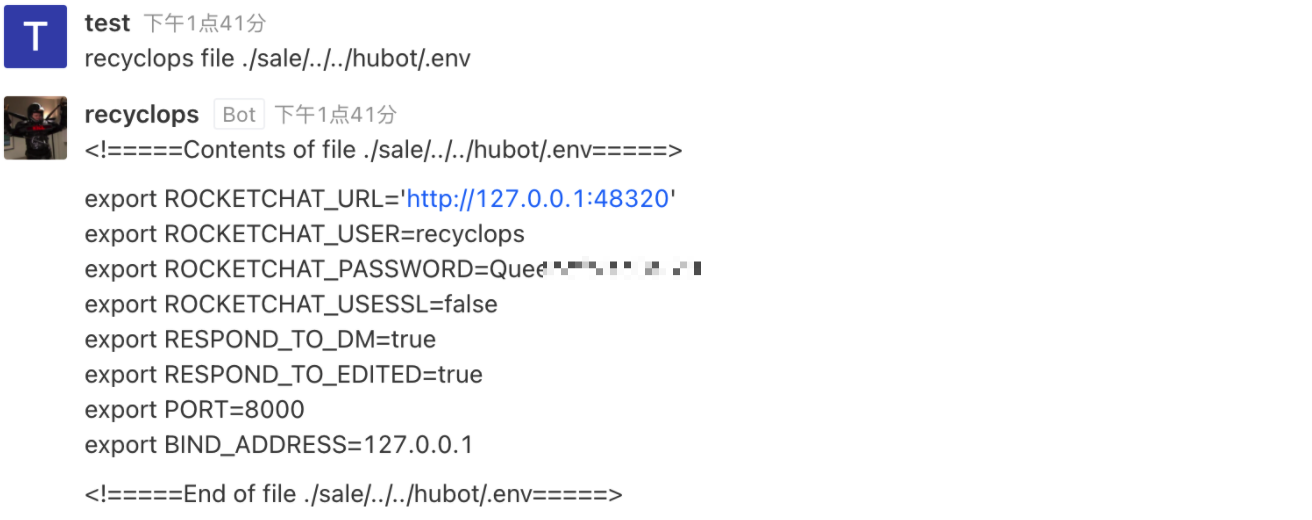 T
test 下午1点41分
recyclops file ./sale/../../hubot/.env
recyclops Bot 下午1点41分
<!=====Contents of file ./sale/../../hubot/.env=====>
export ROCKETCHAT_URL='http://127.0.0.1:48320'
export ROCKETCHAT_USER=recyclops
export ROCKETCHAT_PASSWORD=Quee
export ROCKETCHAT_USESSL=false
export RESPOND_TO_DM=true
export RESPOND_TO_EDITED=true
export PORT=8000
export BIND_ADDRESS=127.0.0.1
<!=====End of file ./sale/../../hubot/.env=====>